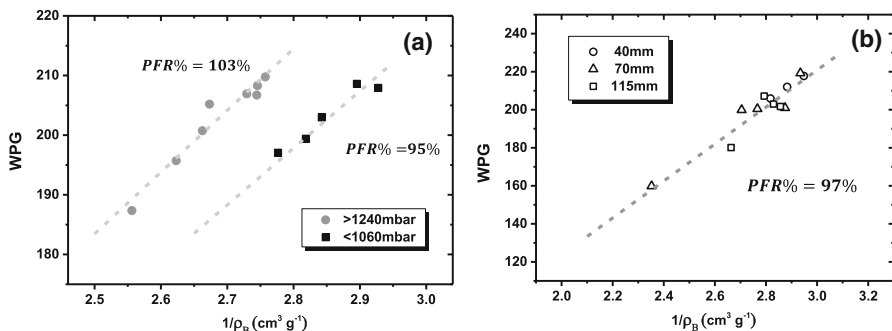 220
210
200
190
180
WPG
(a)
PFR% = 103%
PFR% =95%
>1240mbar
<1060mbar
2.5 2.6 2.7 2.8 2.9 3.0
1/ρB (cm³ g⁻¹)
240
220
200
180
160
140
120
WPG
(b)
40mm
70mm
115mm
PFR% = 97%
2.0 2.2 2.4 2.6 2.8 3.0 3.2
1/ρB (cm³ g⁻¹)